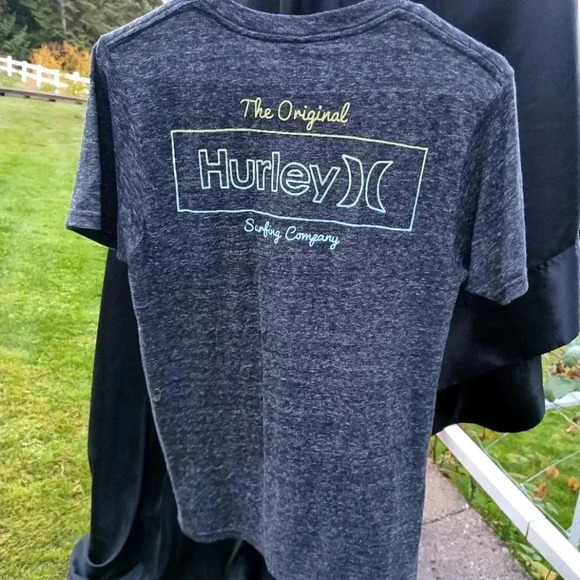 The Original
Hurley
Surfing Company